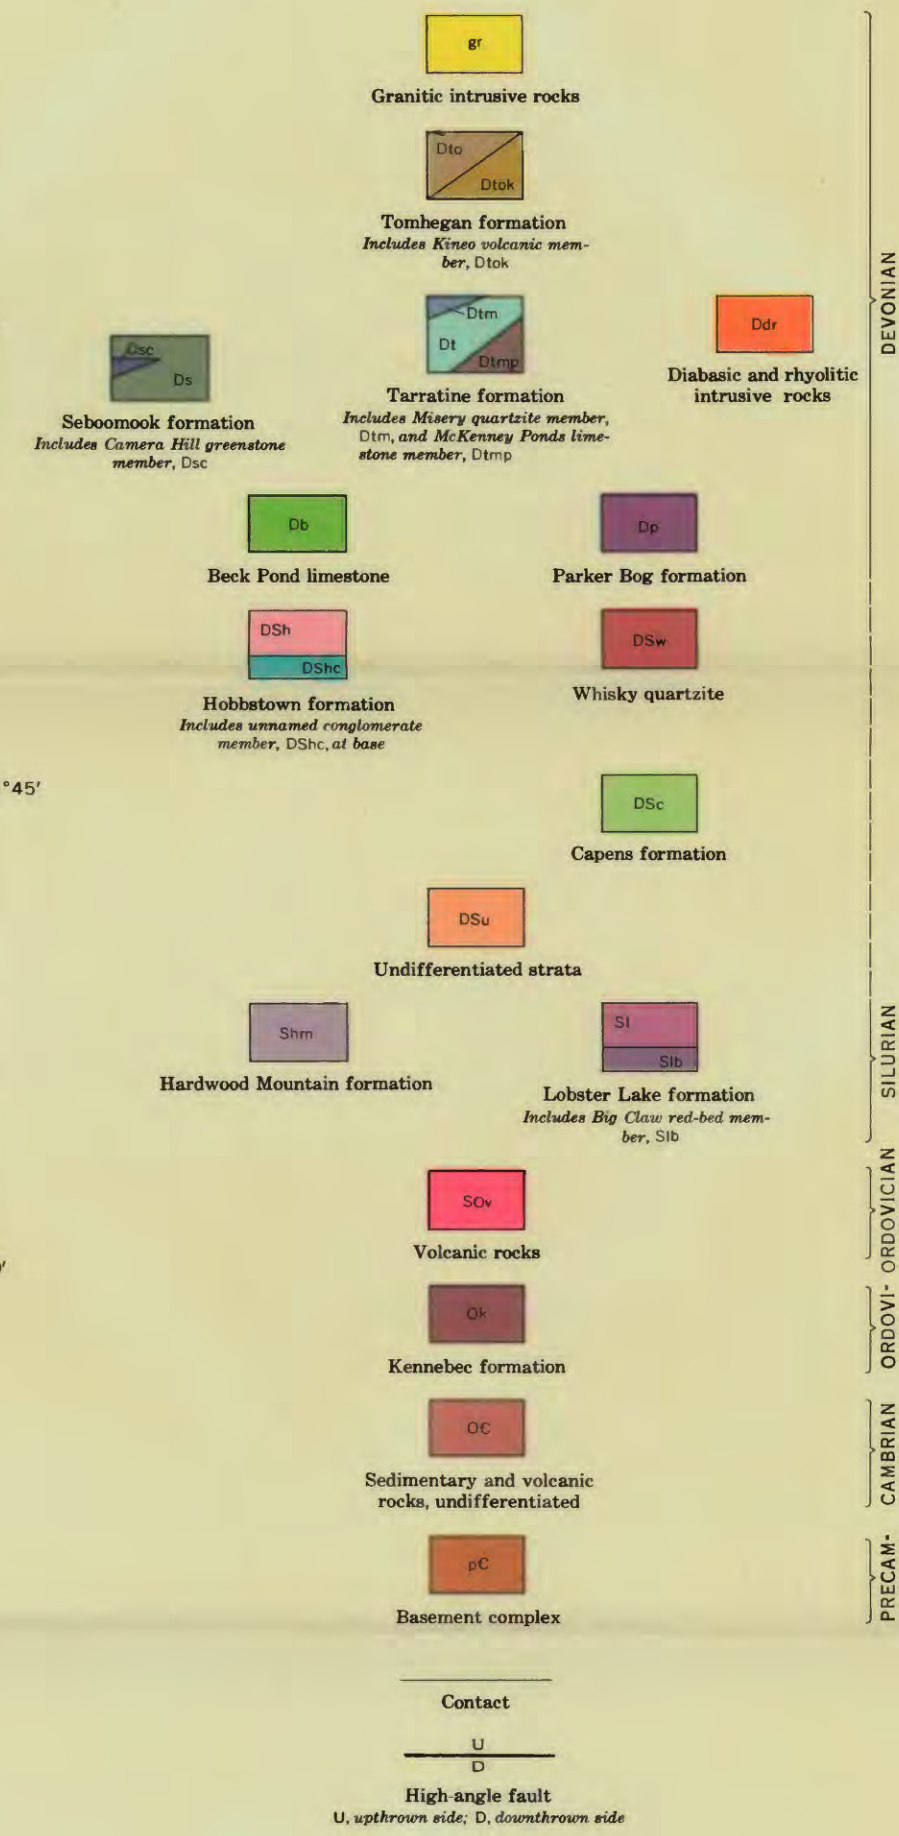 gr
Granitic intrusive rocks
Dto
Dtok
Tomhegan formation
Includes Kineo volcanic mem-
ber, Dtok
Dsc
Ds
Seboomook formation
Includes Camera Hill greenstone
member, Dsc
Dtm
Dt
Dtmp
Tarratine formation
Includes Misery quartzite member,
Dtm, and McKenney Ponds lime-
stone member, Dtmp
Ddr
Diabasic and rhyolitic
intrusive rocks
DEVONIAN
Db
Beck Pond limestone
Dp
Parker Bog formation
DSh
DShc
Hobbstown formation
Includes unnamed conglomerate
member, DShc, at base
DSw
Whisky quartzite
°45′
DSc
Capens formation
DSu
Undifferentiated strata
Shm
Hardwood Mountain formation
Sl
Slb
Lobster Lake formation
Includes Big Claw red-bed mem-
ber, Slb
SILURIAN
SOv
Volcanic rocks
ORDOVICIAN
Ok
Kennebec formation
ORDOVI-
OЄ
Sedimentary and volcanic
rocks, undifferentiated
CAMBRIAN
pЄ
Basement complex
PRECAM-
Contact
U
D
High-angle fault
U, upthrown side; D, downthrown side